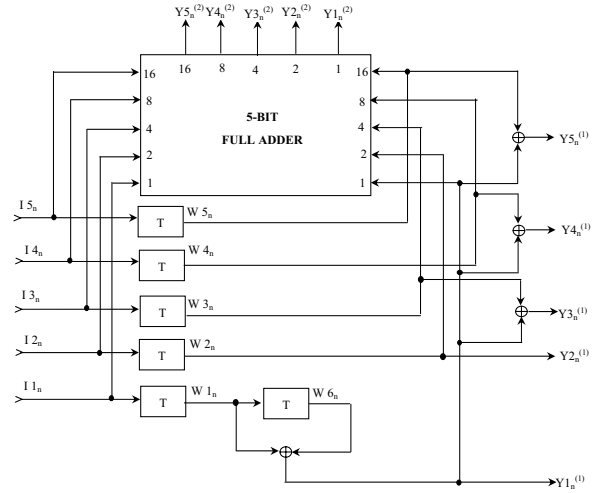 Y5ₙ⁽²⁾ Y4ₙ⁽²⁾ Y3ₙ⁽²⁾ Y2ₙ⁽²⁾ Y1ₙ⁽²⁾
16 8 4 2 1
16 16
8 8
5-BIT
FULL ADDER
4 4
2 2
1 1
Y5ₙ⁽¹⁾
I 5ₙ
T
W 5ₙ
Y4ₙ⁽¹⁾
I 4ₙ
T
W 4ₙ
I 3ₙ
T
W 3ₙ
Y3ₙ⁽¹⁾
I 2ₙ
T
W 2ₙ
Y2ₙ⁽¹⁾
I 1ₙ
T
W 1ₙ
T
W 6ₙ
Y1ₙ⁽¹⁾